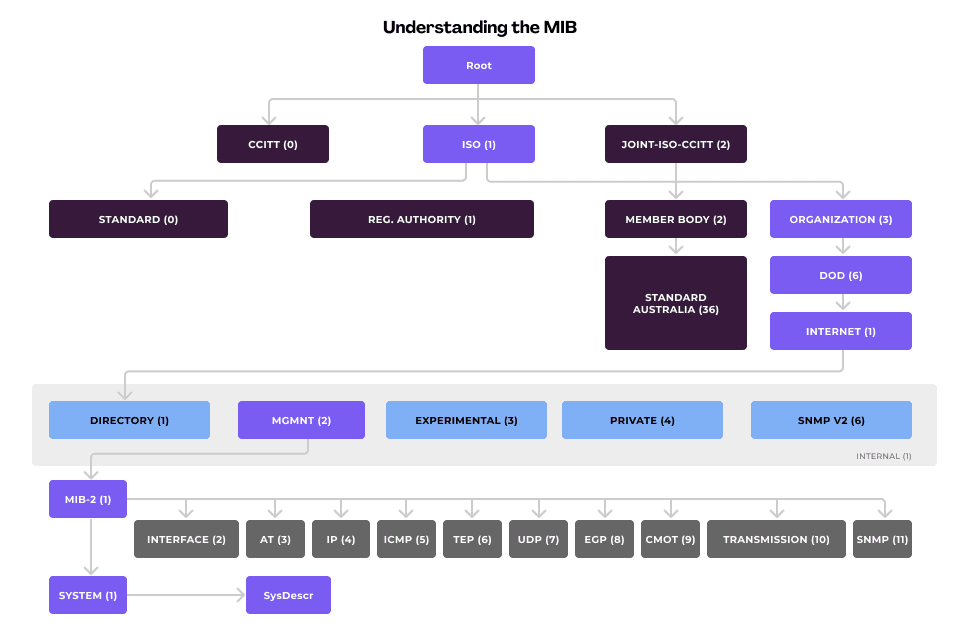 Understanding the MIB
Root
CCITT (0)
ISO (1)
JOINT-ISO-CCITT (2)
STANDARD (0)
REG. AUTHORITY (1)
MEMBER BODY (2)
ORGANIZATION (3)
STANDARD
AUSTRALIA (36)
DOD (6)
INTERNET (1)
DIRECTORY (1)
MGMNT (2)
EXPERIMENTAL (3)
PRIVATE (4)
SNMP V2 (6)
INTERNAL (1)
MIB-2 (1)
INTERFACE (2)
AT (3)
IP (4)
ICMP (5)
TEP (6)
UDP (7)
EGP (8)
CMOT (9)
TRANSMISSION (10)
SNMP (11)
SYSTEM (1)
SysDescr